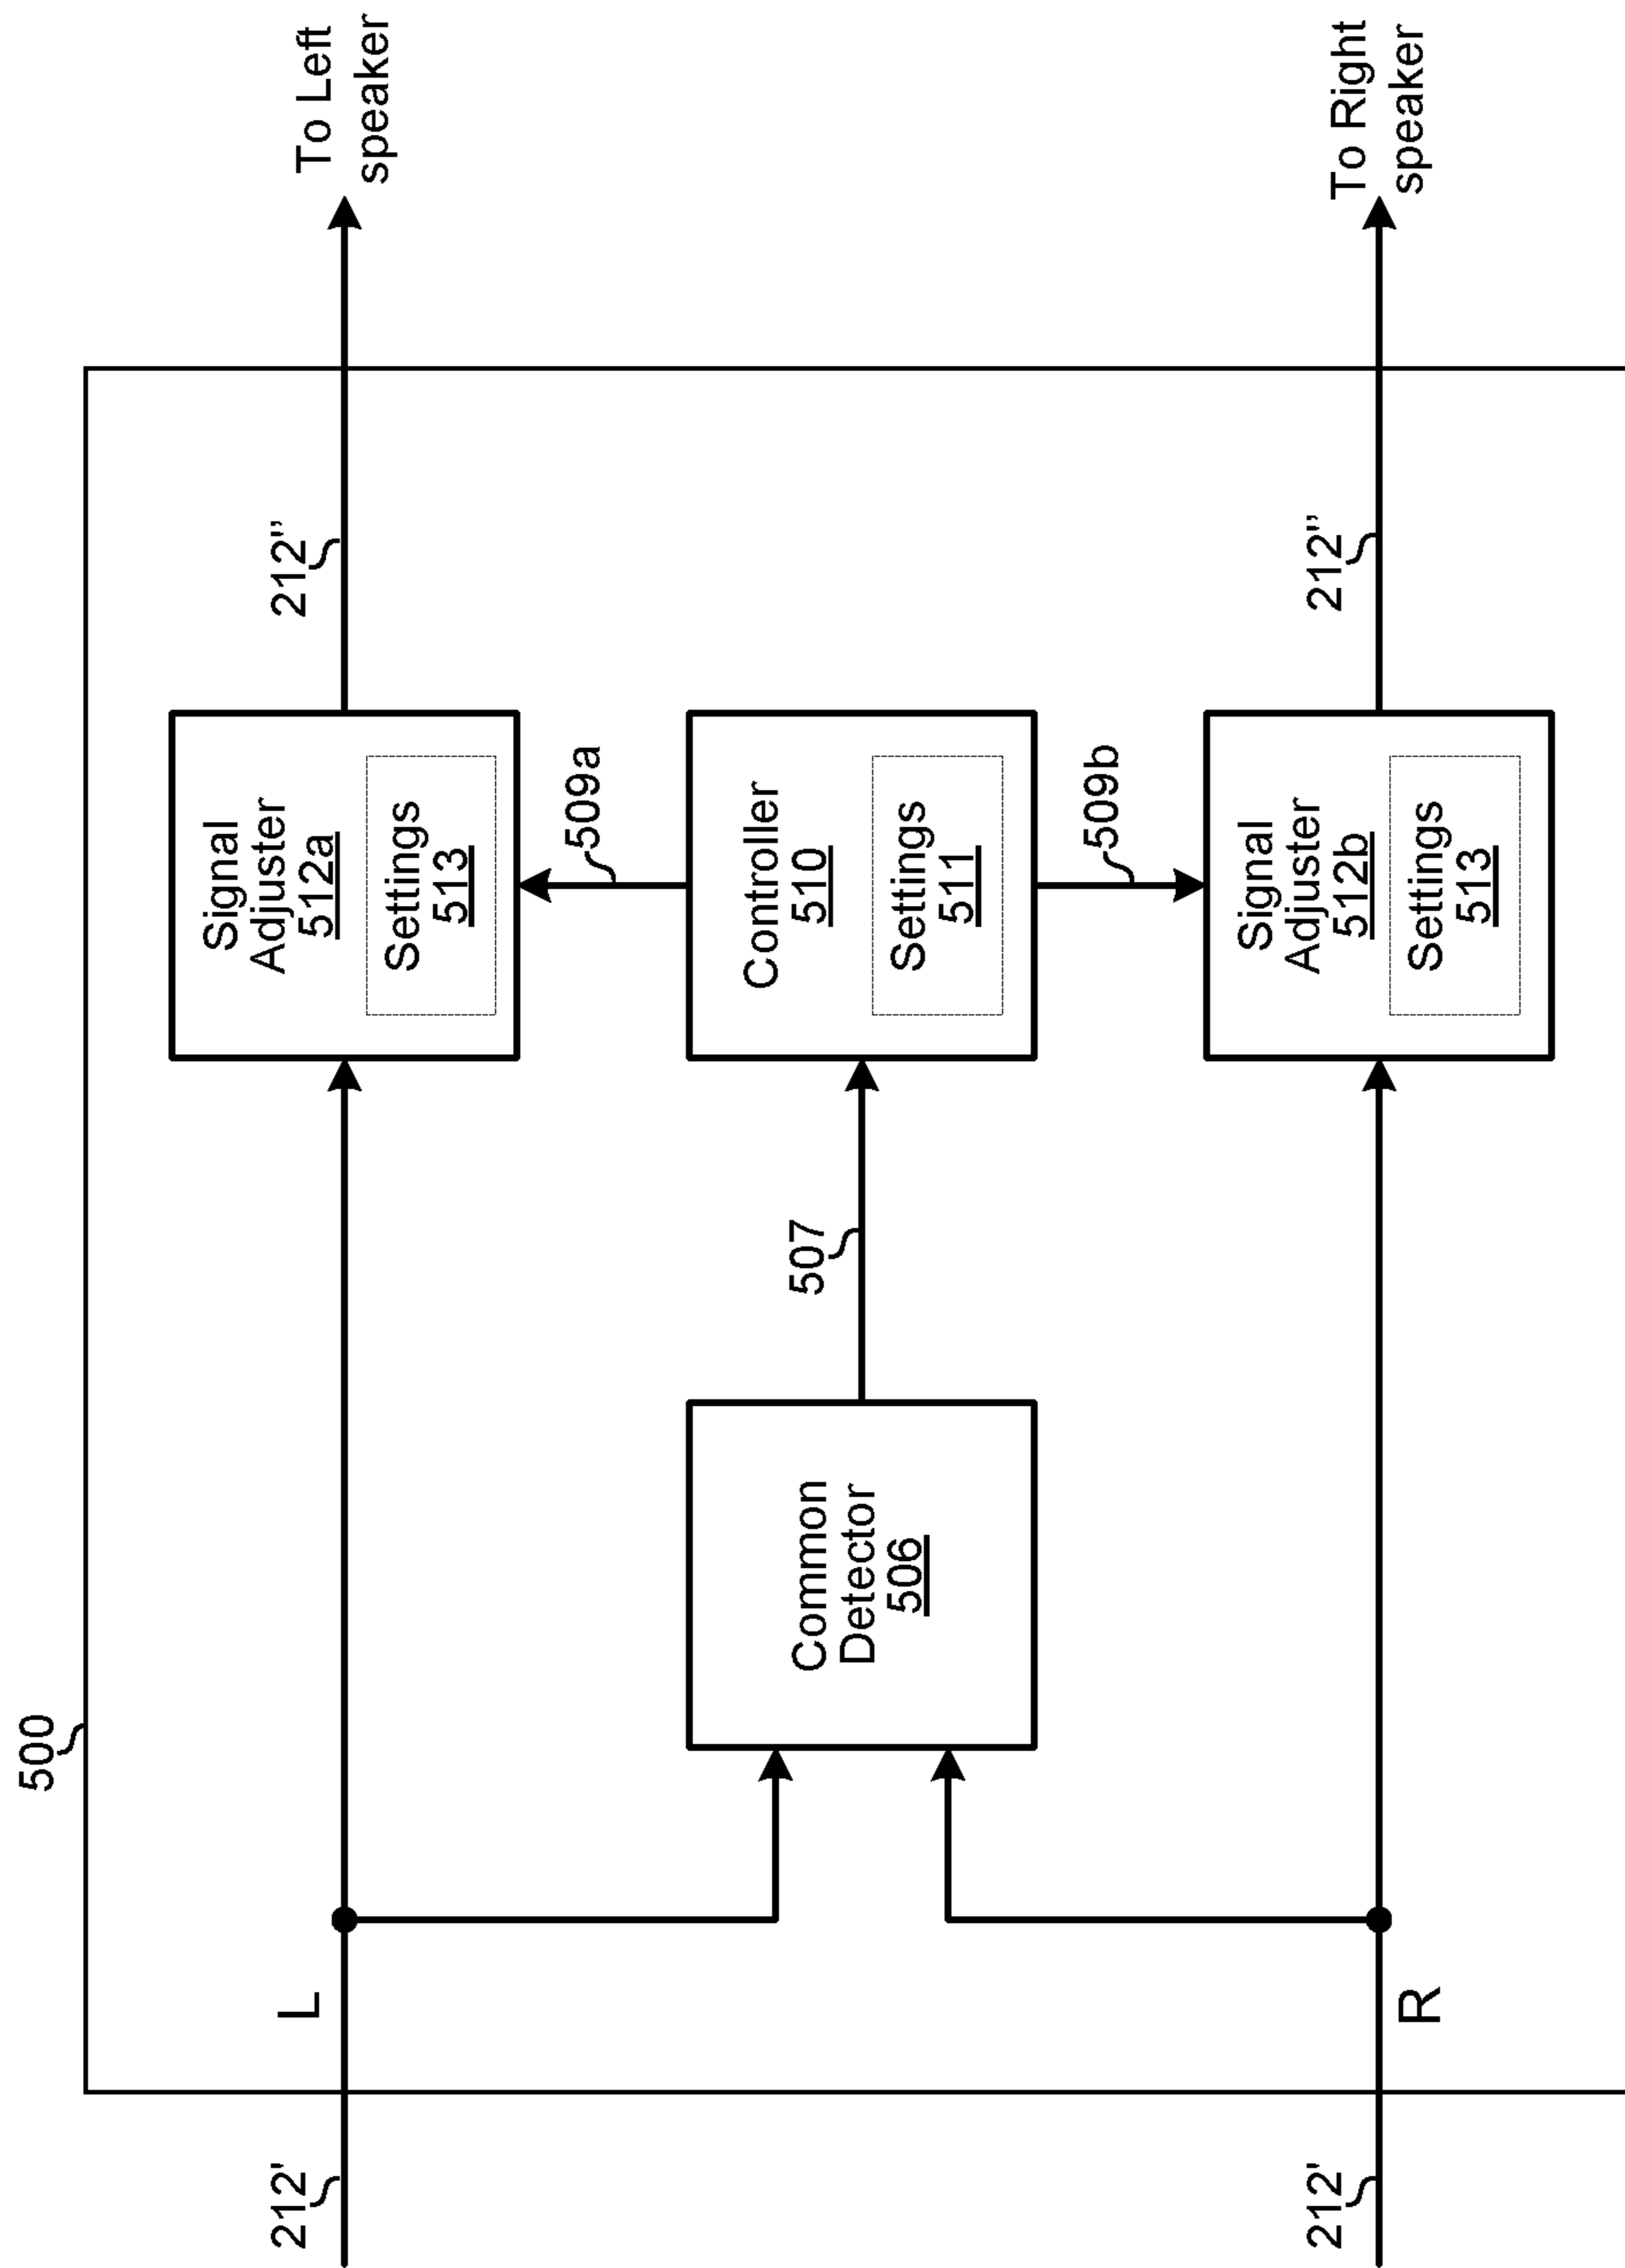 500
212'
L
Signal
Adjuster
512a
Settings
513
212"
To Left
speaker
509a
Common
Detector
506
507
Controller
510
Settings
511
509b
212'
R
Signal
Adjuster
512b
Settings
513
212"
To Right
speaker